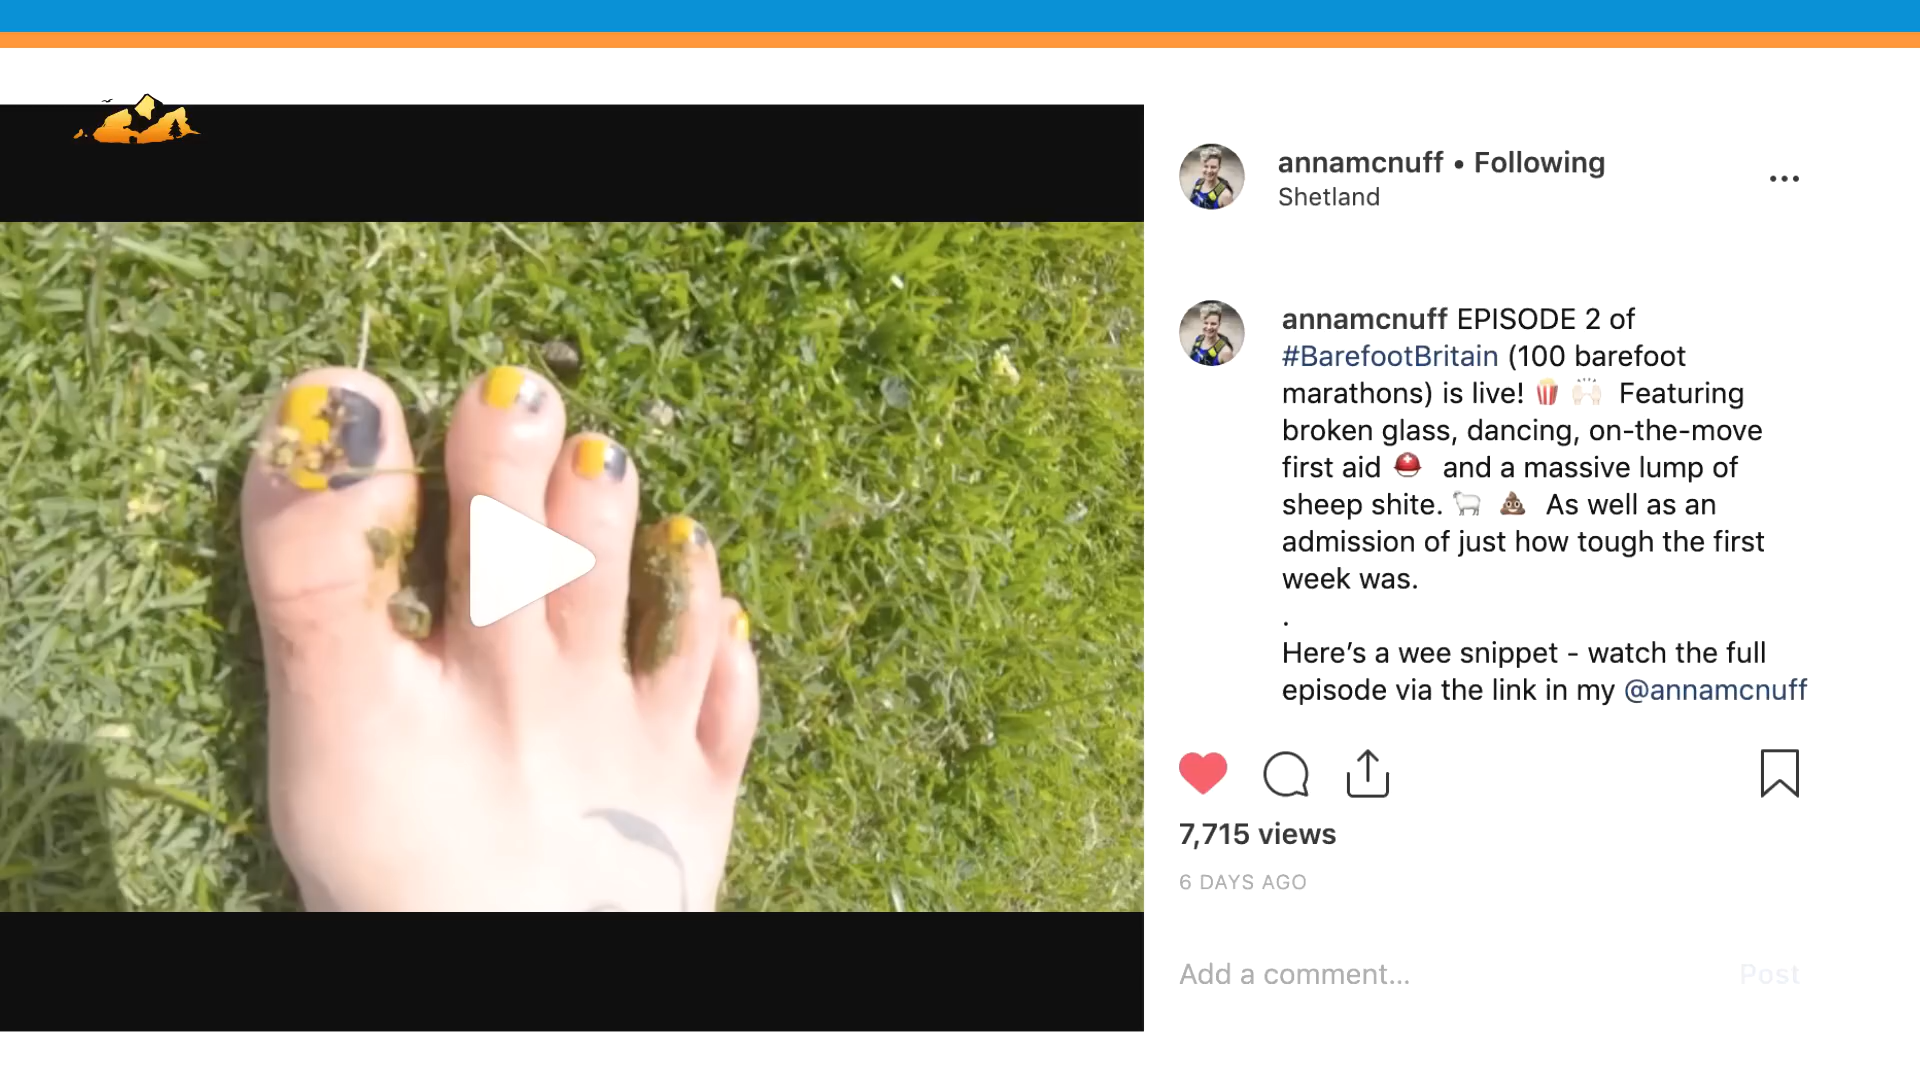 annamcnuff • Following
Shetland
...
annamcnuff EPISODE 2 of
#BarefootBritain (100 barefoot
marathons) is live! 🍿 🙌🏻 Featuring
broken glass, dancing, on-the-move
first aid ⛑ and a massive lump of
sheep shite. 🐑 💩 As well as an
admission of just how tough the first
week was.
.
Here’s a wee snippet - watch the full
episode via the link in my @annamcnuff
7,715 views
6 DAYS AGO
Add a comment...
Post